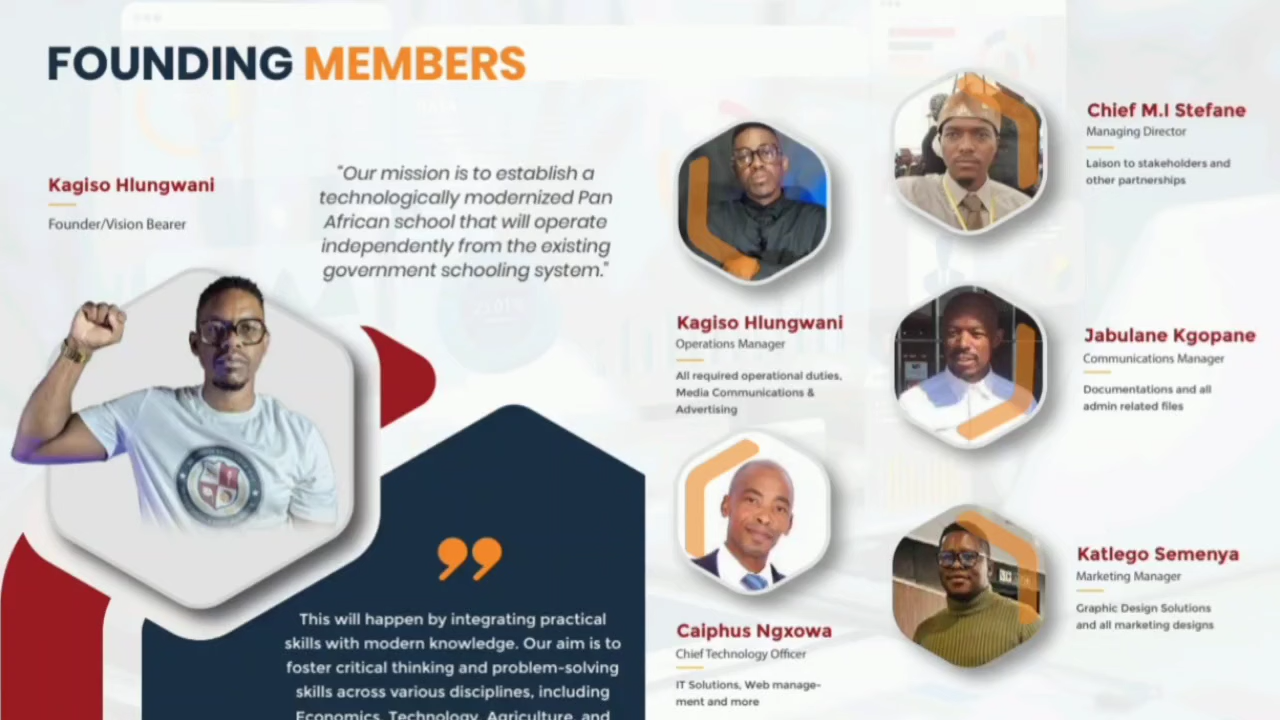 FOUNDING MEMBERS
Kagiso Hlungwani
Founder/Vision Bearer
"Our mission is to establish a
technologically modernized Pan
African school that will operate
independently from the existing
government schooling system."
This will happen by integrating practical
skills with modern knowledge. Our aim is to
foster critical thinking and problem-solving
skills across various disciplines, including
Economics, Technology, Agriculture, and
Kagiso Hlungwani
Operations Manager
All required operational duties,
Media Communications &
Advertising
Caiphus Ngxowa
Chief Technology Officer
IT Solutions, Web manage-
ment and more
Chief M.I Stefane
Managing Director
Laison to stakeholders and
other partnerships
Jabulane Kgopane
Communications Manager
Documentations and all
admin related files
Katlego Semenya
Marketing Manager
Graphic Design Solutions
and all marketing designs